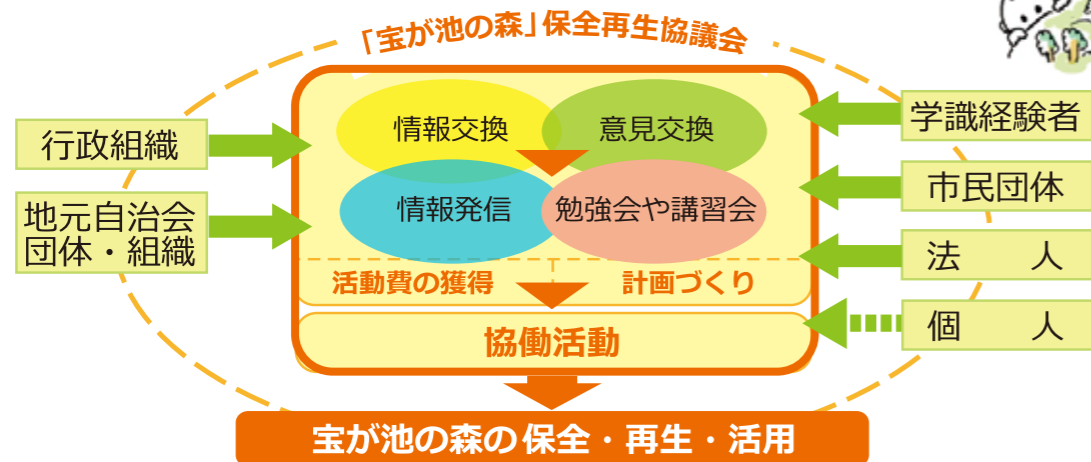 「宝が池の森」保全再生協議会
行政組織
地元自治会
団体・組織
情報交換
意見交換
情報発信
勉強会や講習会
活動費の獲得
計画づくり
協働活動
学識経験者
市民団体
法 人
個 人
宝が池の森の保全・再生・活用